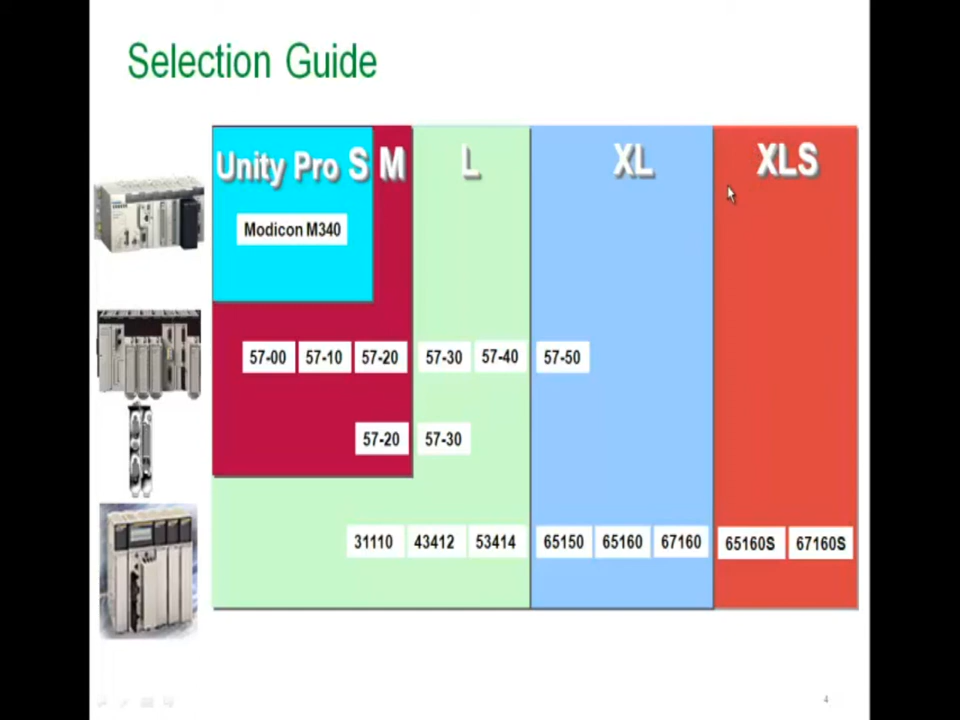 Selection Guide
Unity Pro S M L XL XLS
Modicon M340
57-00 57-10 57-20 57-30 57-40 57-50
57-20 57-30
31110 43412 53414 65150 65160 67160 65160S 67160S
4